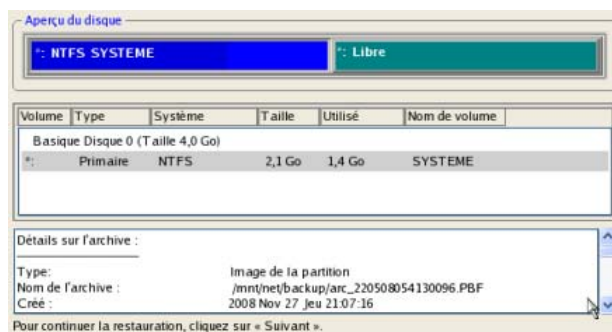 Aperçu du disque
*: NTFS SYSTEME *: Libre
Volume Type Système Taille Utilisé Nom de volume
Basique Disque 0 (Taille 4,0 Go)
*: Primaire NTFS 2,1 Go 1,4 Go SYSTEME
Détails sur l'archive :
Type: Image de la partition
Nom de l'archive : /mnt/net/backup/arc_220508054130096.PBF
Créé : 2008 Nov 27 Jeu 21:07:16
Pour continuer la restauration, cliquez sur « Suivant ».